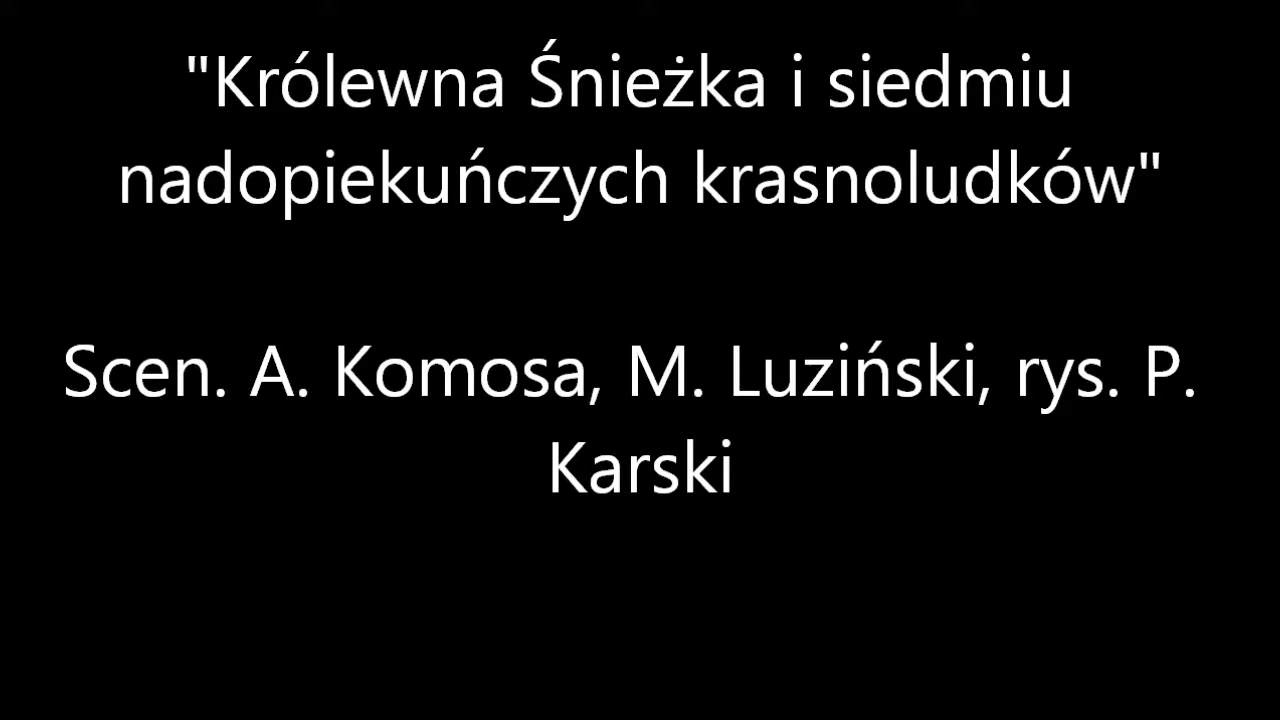 "Królewna Śnieżka i siedmiu
nadopiekuńczych krasnoludków"
Scen. A. Komosa, M. Luziński, rys. P.
Karski